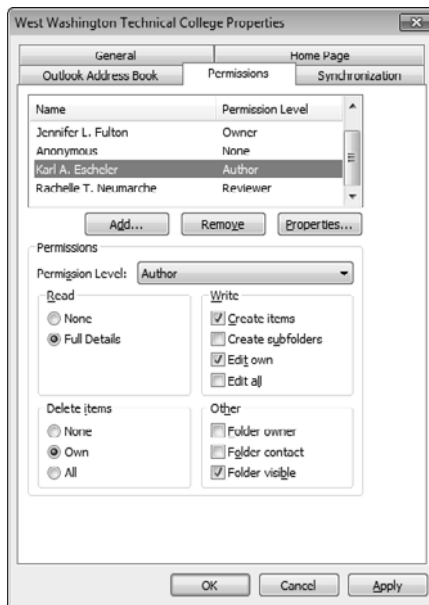 West Washington Technical College Properties
General Home Page
Outlook Address Book Permissions Synchronization
Name Permission Level
Jennifer L. Fulton Owner
Anonymous None
Karl A. Escheler Author
Rachelle T. Neumarche Reviewer
Add... Remove Properties...
Permissions
Permission Level: Author
Read Write
None Create items
Full Details Create subfolders
Edit own
Edit all
Delete items Other
None Folder owner
Own Folder contact
All Folder visible
OK Cancel Apply